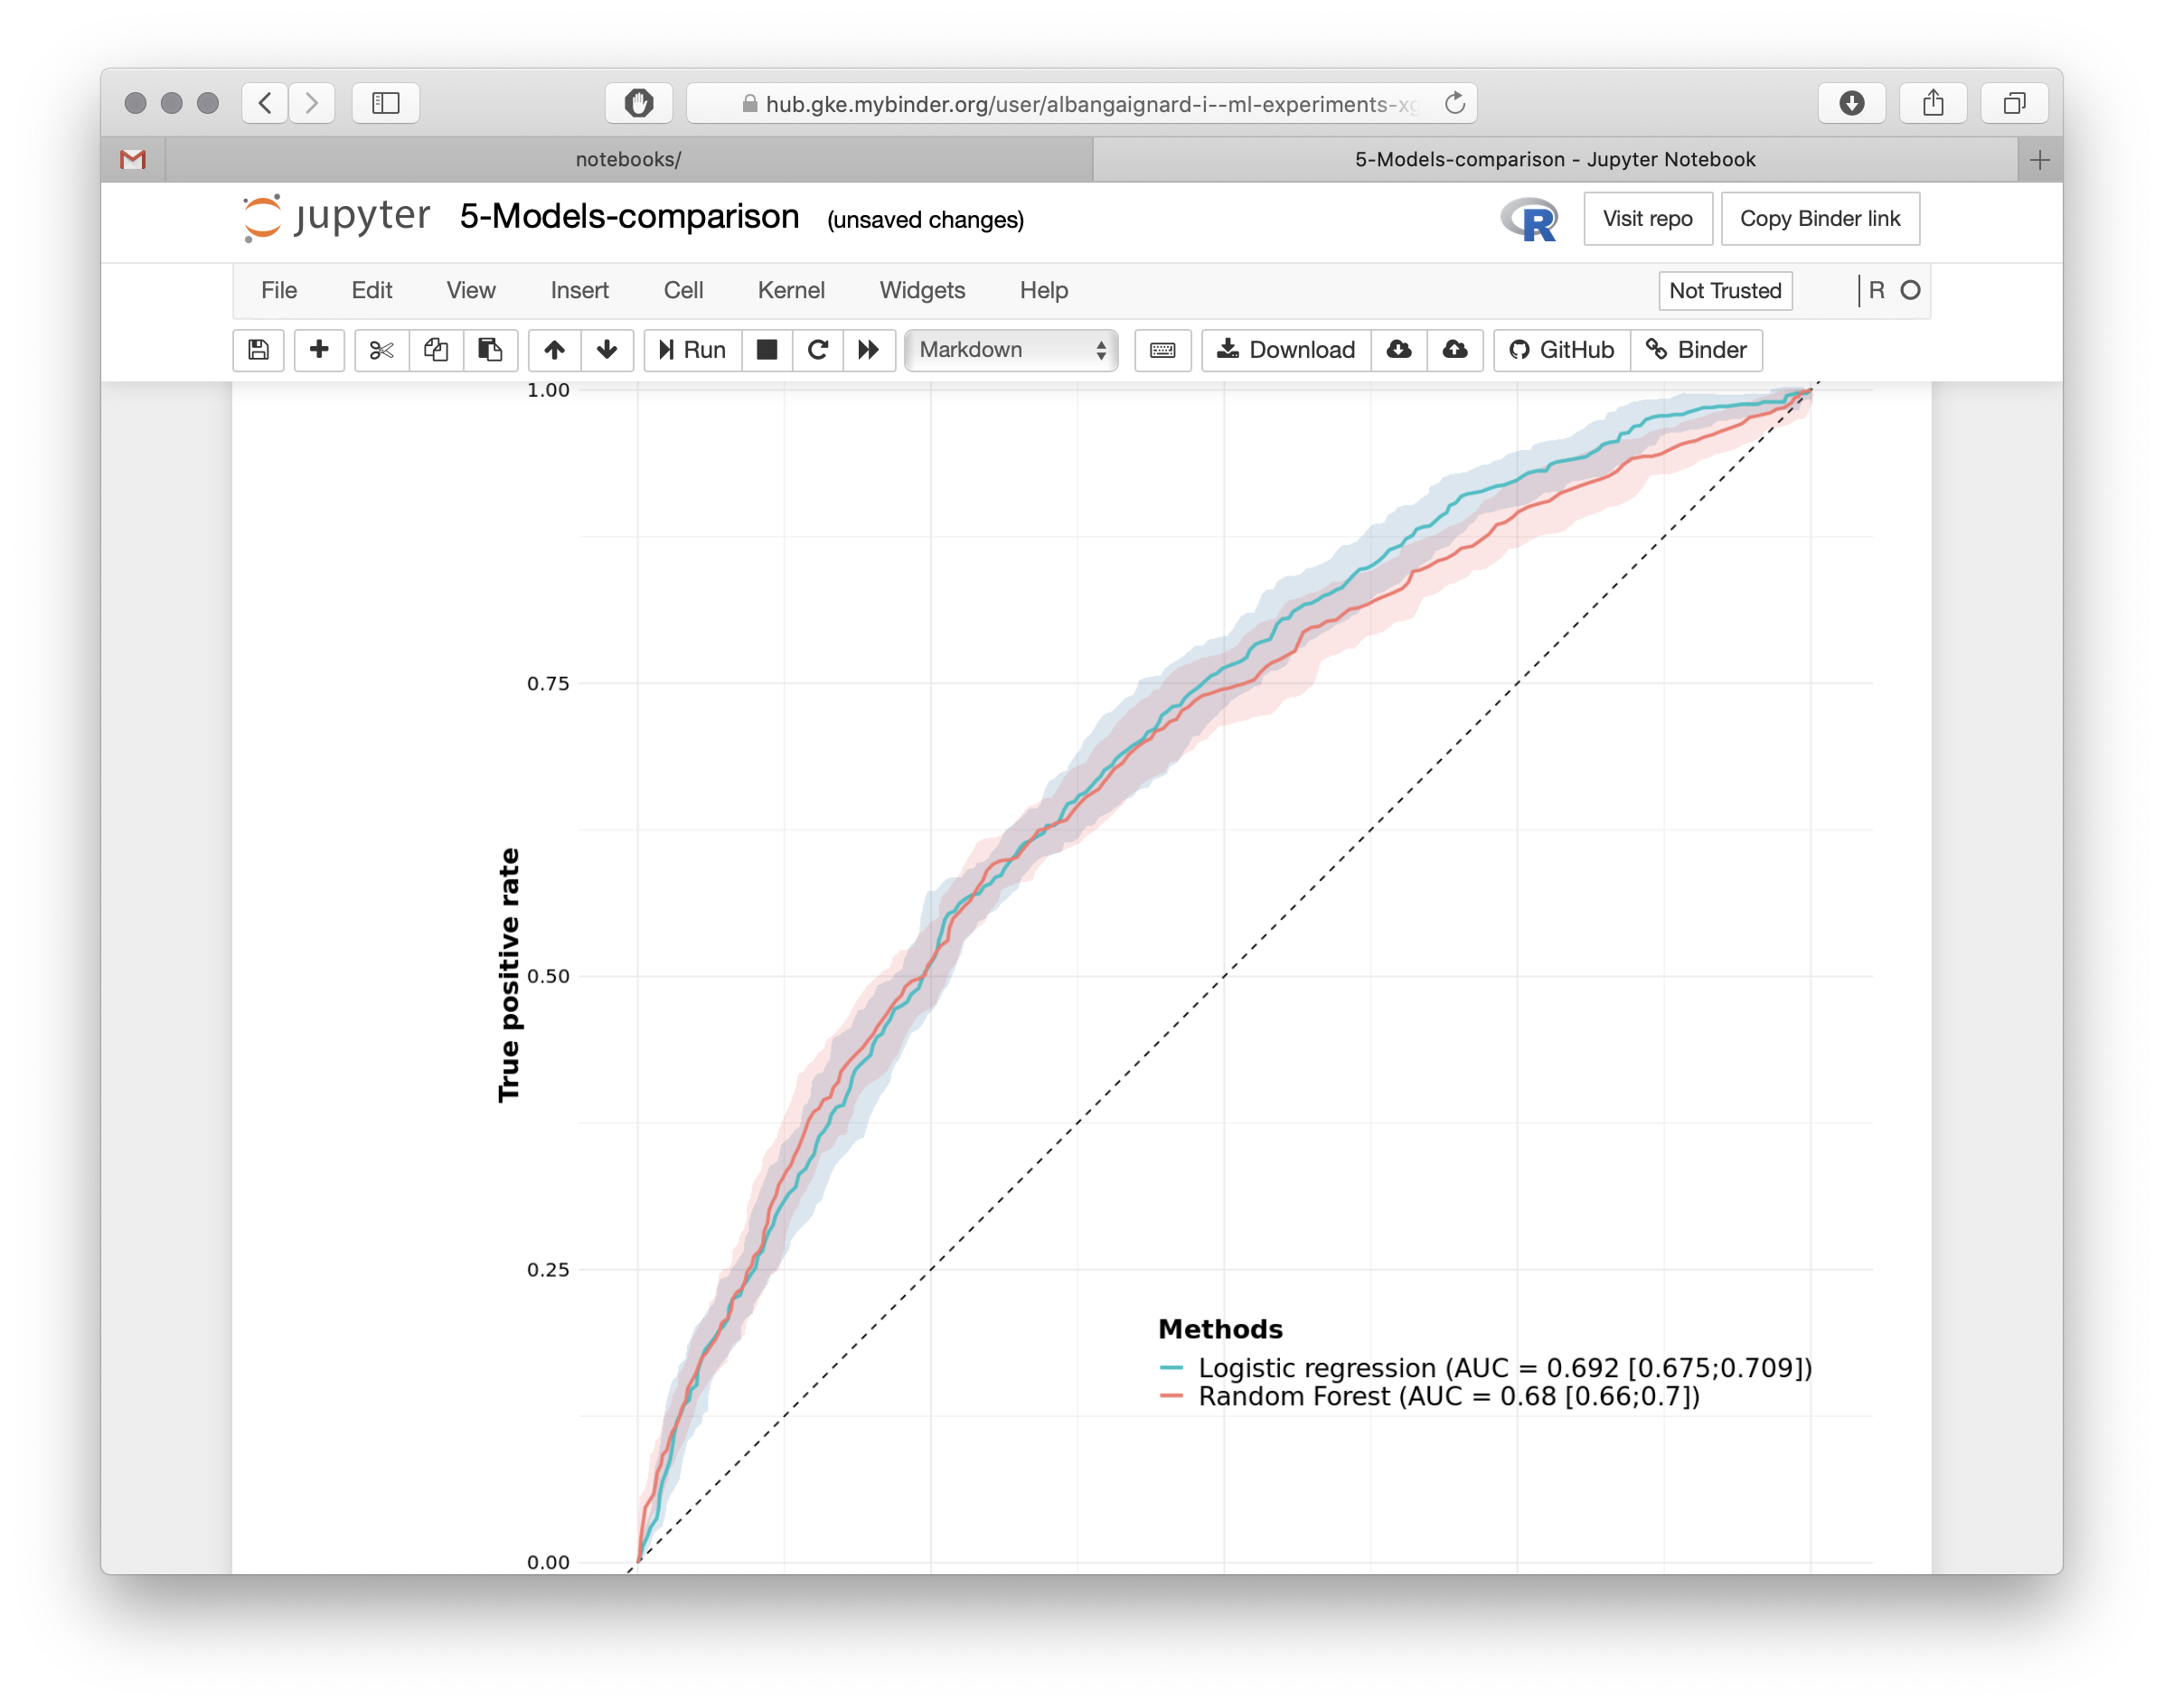 hub.gke.mybinder.org/user/albangaignard-i--ml-experiments-xg
notebooks/
5-Models-comparison - Jupyter Notebook
jupyter 5-Models-comparison (unsaved changes)
R
Visit repo
Copy Binder link
File Edit View Insert Cell Kernel Widgets Help
Not Trusted
R
Run
Markdown
Download
GitHub
Binder
1.00
0.75
0.50
0.25
0.00
True positive rate
Methods
Logistic regression (AUC = 0.692 [0.675;0.709])
Random Forest (AUC = 0.68 [0.66;0.7])